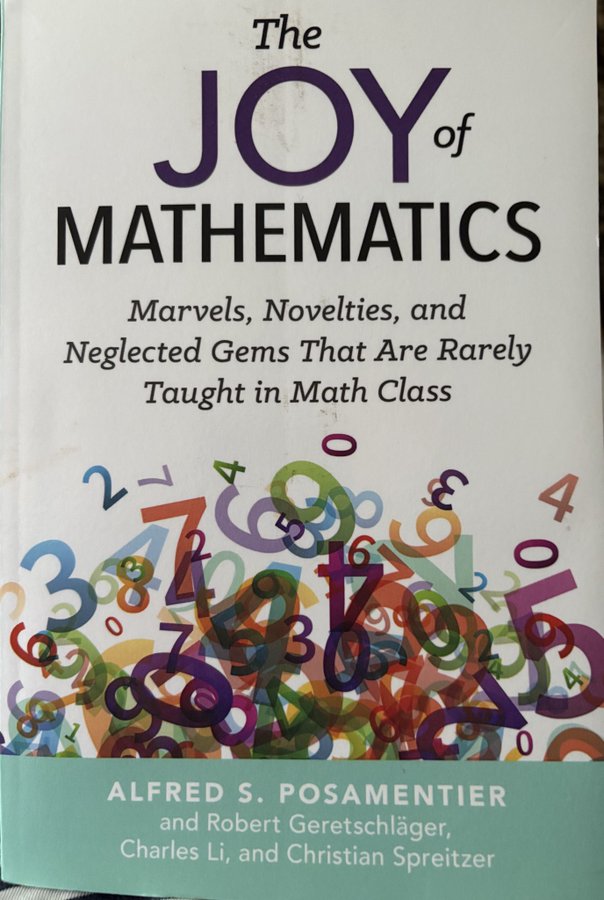 The
JOY of
MATHEMATICS
Marvels, Novelties, and
Neglected Gems That Are Rarely
Taught in Math Class
ALFRED S. POSAMENTIER
and Robert Geretschläger,
Charles Li, and Christian Spreitzer